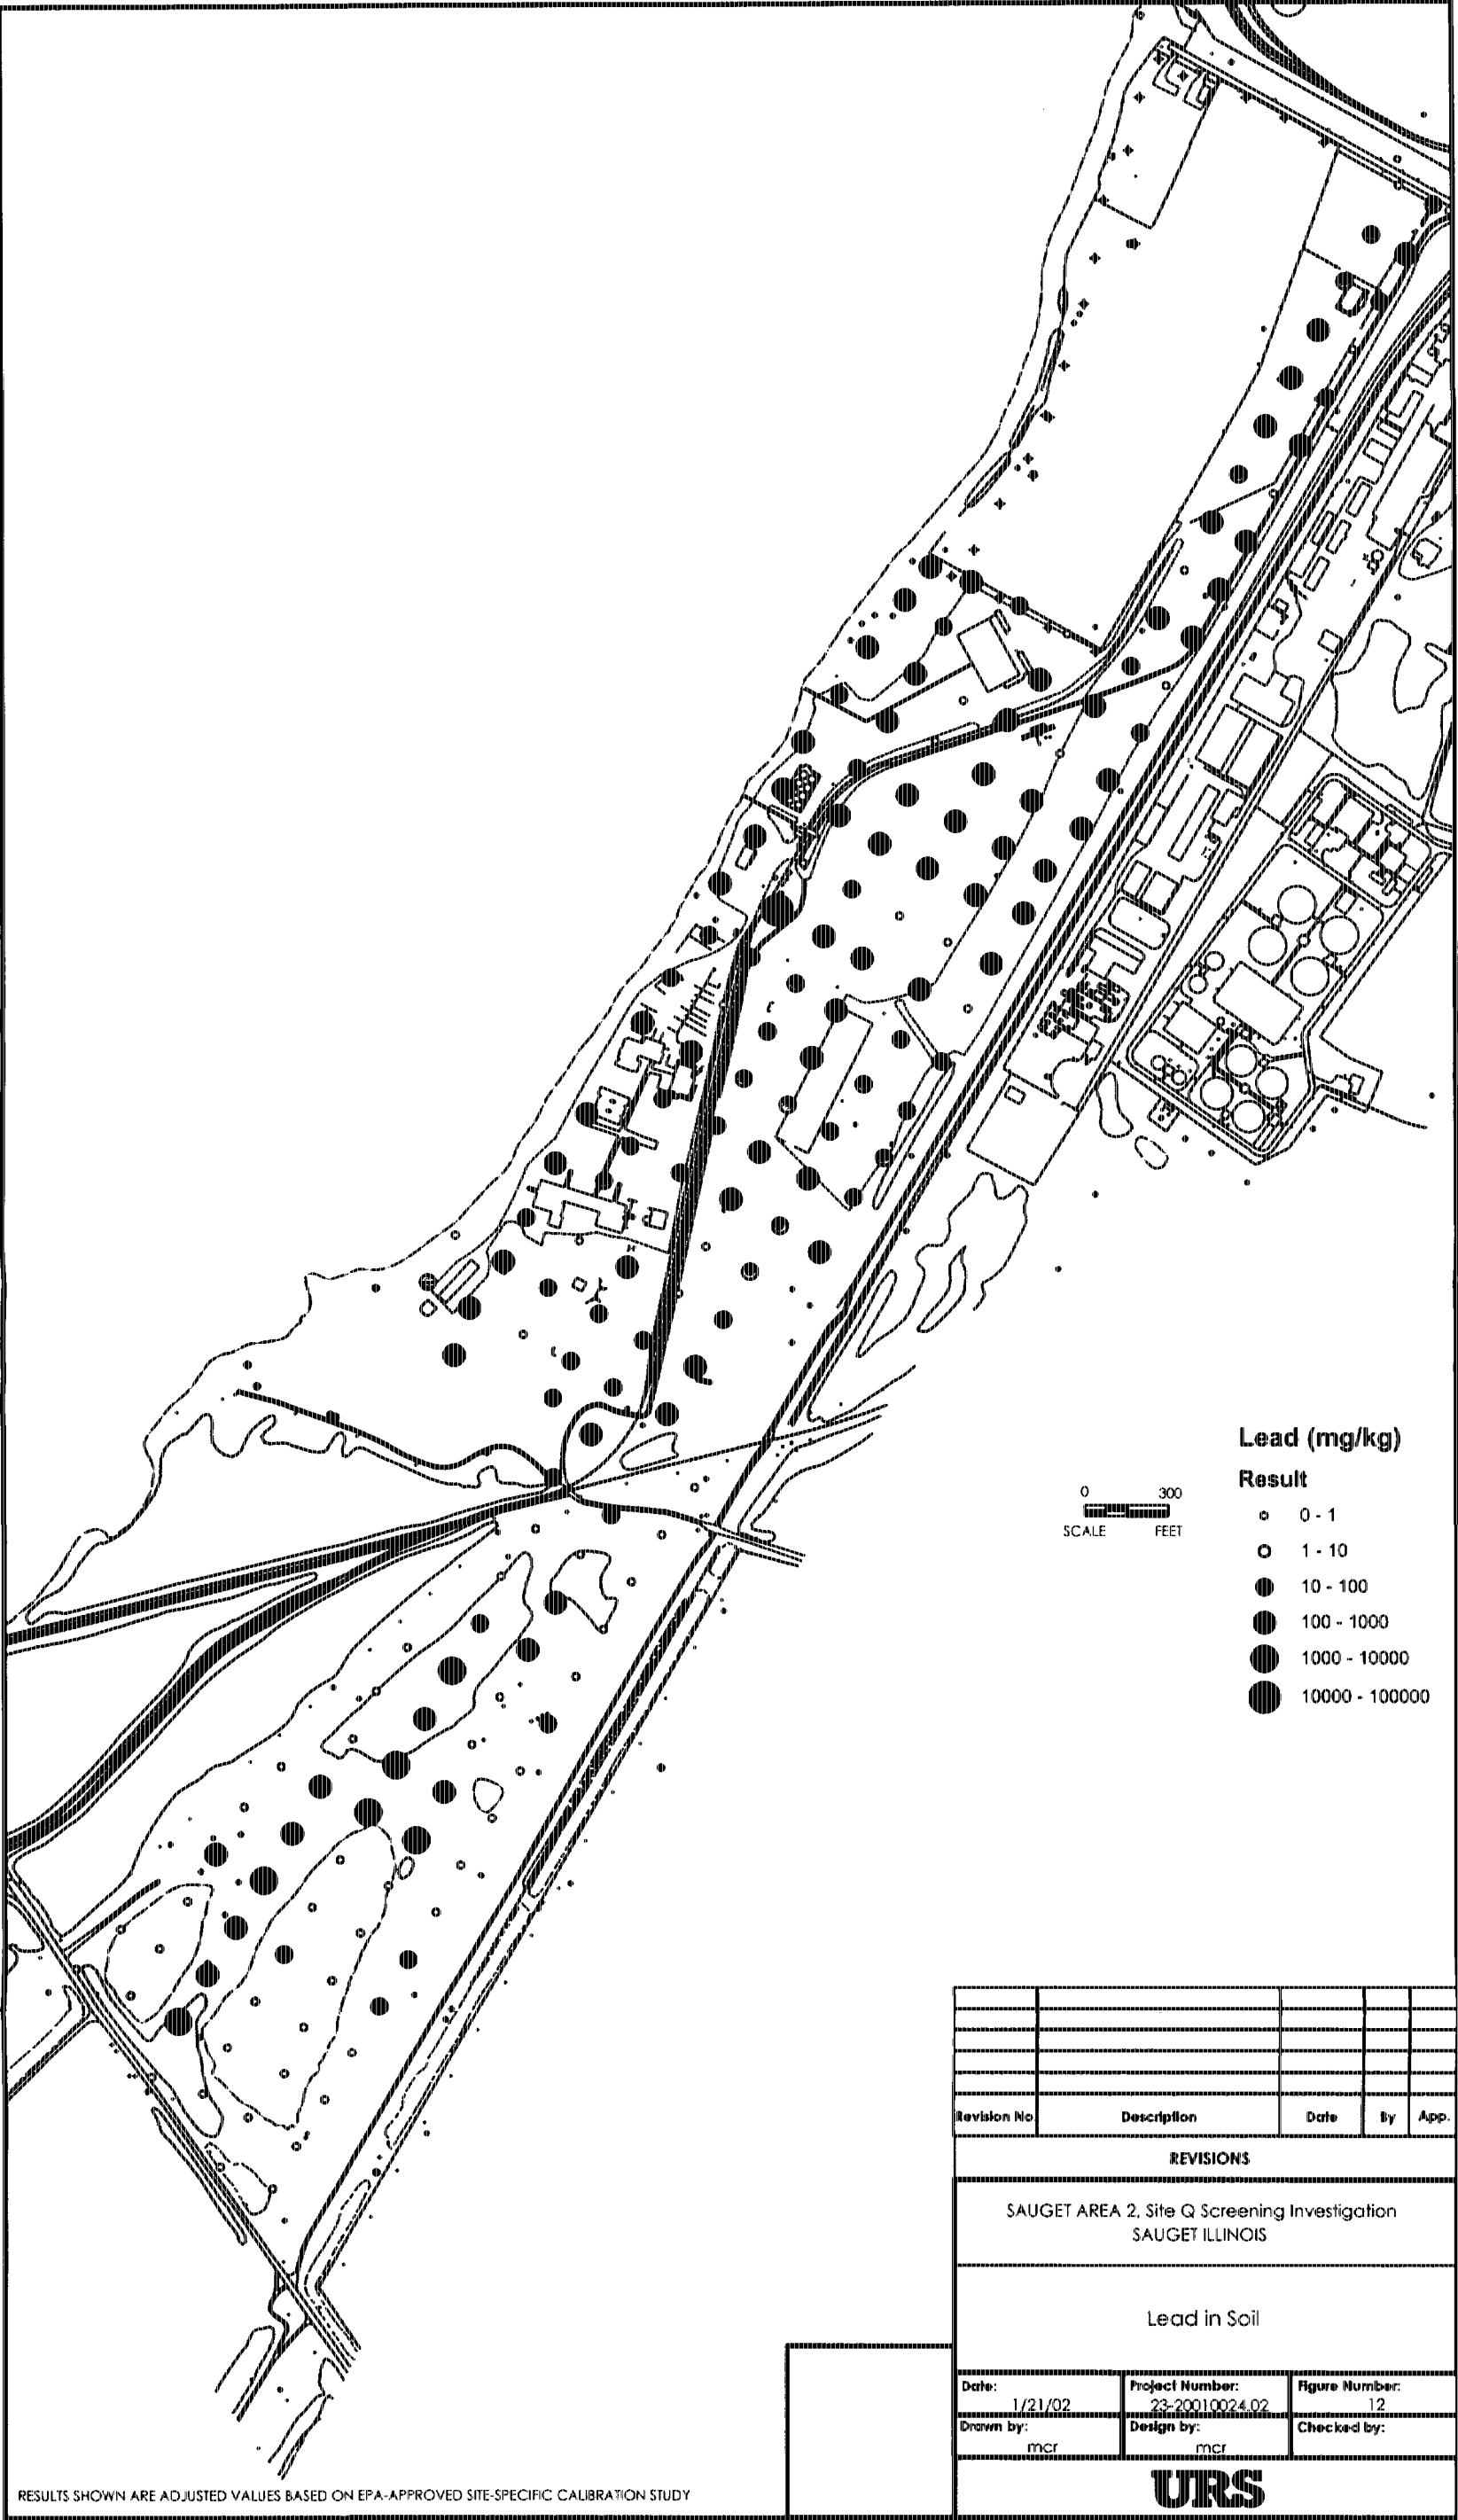 Lead (mg/kg)
Result
0 - 1
1 - 10
10 - 100
100 - 1000
1000 - 10000
10000 - 100000
0 300
SCALE FEET
Revision No Description Date By App.
REVISIONS
SAUGET AREA 2, Site Q Screening Investigation
SAUGET ILLINOIS
Lead in Soil
Date: Project Number: Figure Number:
1/21/02 23-20010024.02 12
Drawn by: Design by: Checked by:
mcr mcr
URS
RESULTS SHOWN ARE ADJUSTED VALUES BASED ON EPA-APPROVED SITE-SPECIFIC CALIBRATION STUDY